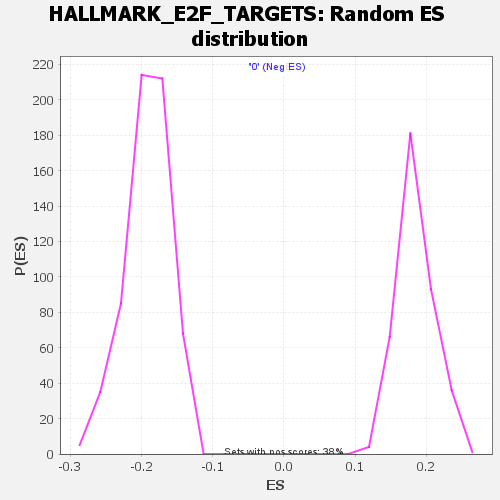 HALLMARK_E2F_TARGETS: Random ES
distribution
'0' (Neg ES)
220
200
180
160
140
120
100
80
60
40
20
0
P(ES)
Sets with pos scores: 38%
-0.3 -0.2 -0.1 0.0 0.1 0.2
ES